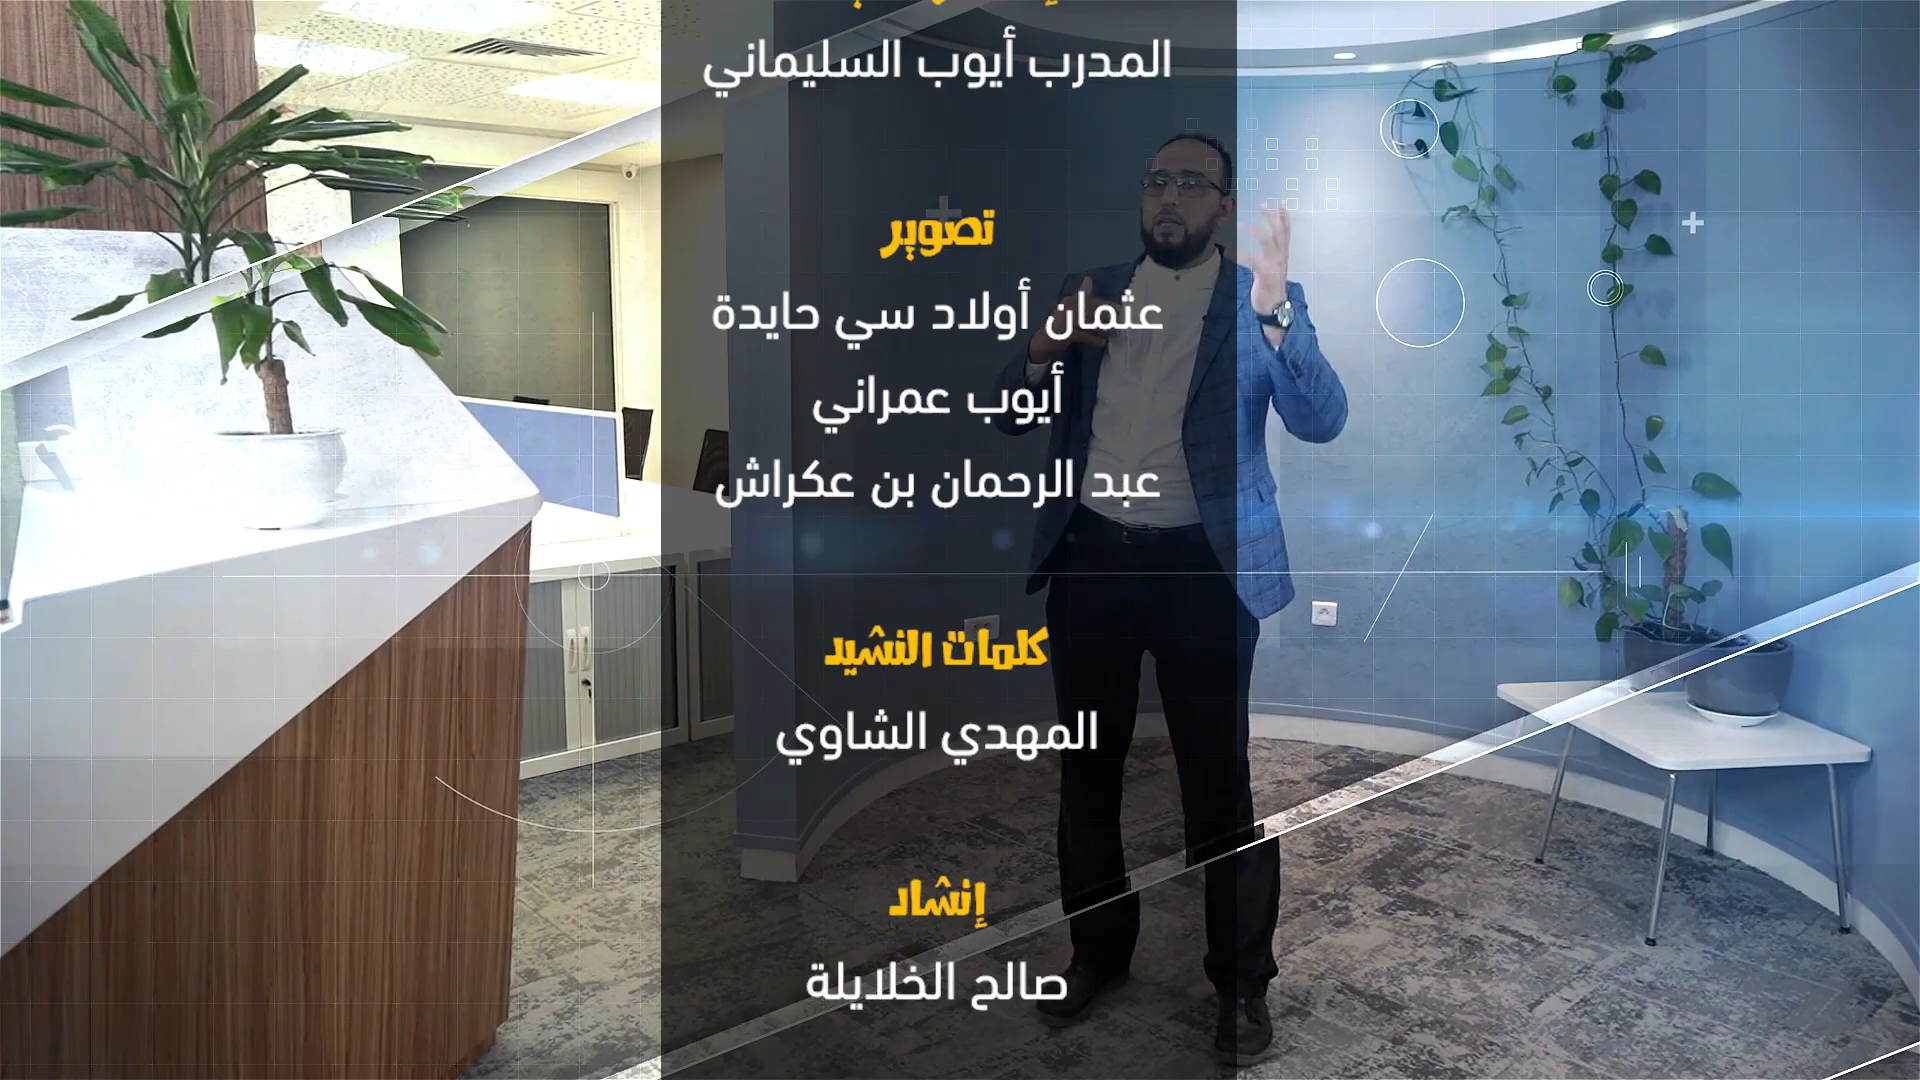 المدرب أيوب السليماني
تصوير
عثمان أولاد سي حايدة
أيوب عمراني
عبد الرحمان بن عكراش
كلمات النشيد
المهدي الشاوي
إنشاد
صالح الخلايلة